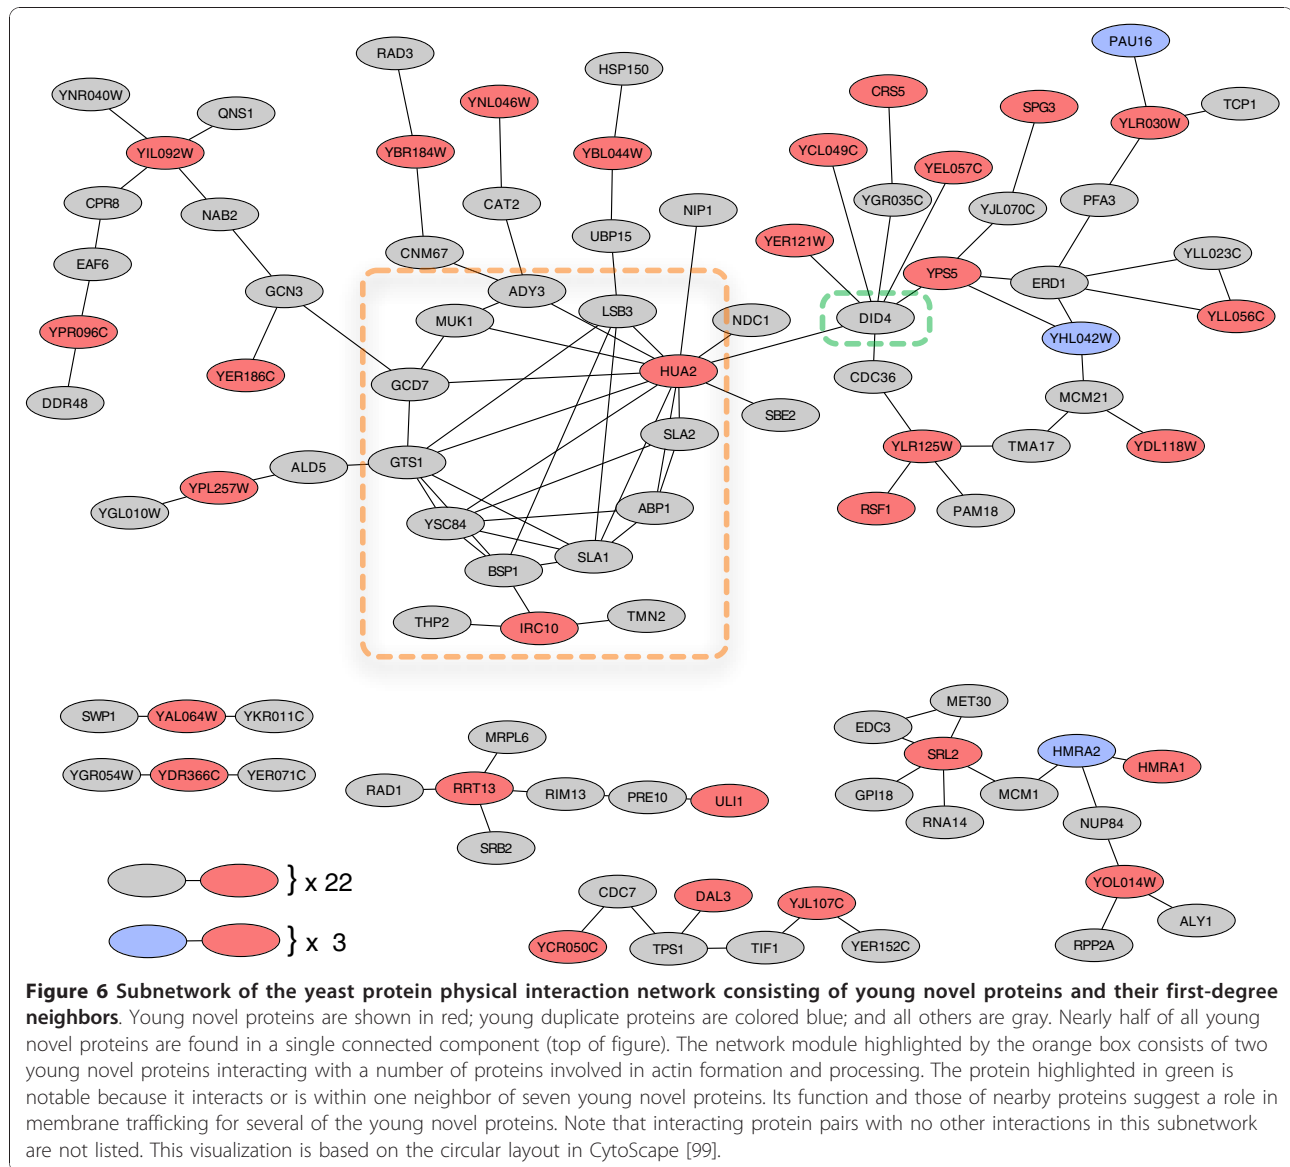 PAU16
RAD3
HSP150
YNR040W
QNS1
YNL046W
CRS5
SPG3
TCP1
YLR030W
YIL092W
YBR184W
YBL044W
YCL049C
YEL057C
CPR8
NAB2
CAT2
NIP1
YGR035C
YJL070C
PFA3
UBP15
YER121W
CNM67
YLL023C
EAF6
GCN3
ADY3
YPS5
ERD1
LSB3
NDC1
DID4
YLL056C
MUK1
YPR096C
YHL042W
YER186C
GCD7
HUA2
CDC36
DDR48
MCM21
SBE2
SLA2
YLR125W
TMA17
YDL118W
ALD5
GTS1
YPL257W
YGL010W
YSC84
ABP1
RSF1
PAM18
BSP1
SLA1
THP2
IRC10
TMN2
SWP1
YAL064W
YKR011C
MET30
EDC3
MRPL6
SRL2
HMRA2
HMRA1
YGR054W
YDR366C
YER071C
RAD1
RRT13
RIM13
PRE10
ULI1
GPI18
MCM1
RNA14
NUP84
SRB2
} x 22
CDC7
DAL3
YJL107C
YOL014W
ALY1
} x 3
YCR050C
TPS1
TIF1
YER152C
RPP2A
Figure 6 Subnetwork of the yeast protein physical interaction network consisting of young novel proteins and their first-degree
neighbors. Young novel proteins are shown in red; young duplicate proteins are colored blue; and all others are gray. Nearly half of all young
novel proteins are found in a single connected component (top of figure). The network module highlighted by the orange box consists of two
young novel proteins interacting with a number of proteins involved in actin formation and processing. The protein highlighted in green is
notable because it interacts or is within one neighbor of seven young novel proteins. Its function and those of nearby proteins suggest a role in
membrane trafficking for several of the young novel proteins. Note that interacting protein pairs with no other interactions in this subnetwork
are not listed. This visualization is based on the circular layout in CytoScape [99].